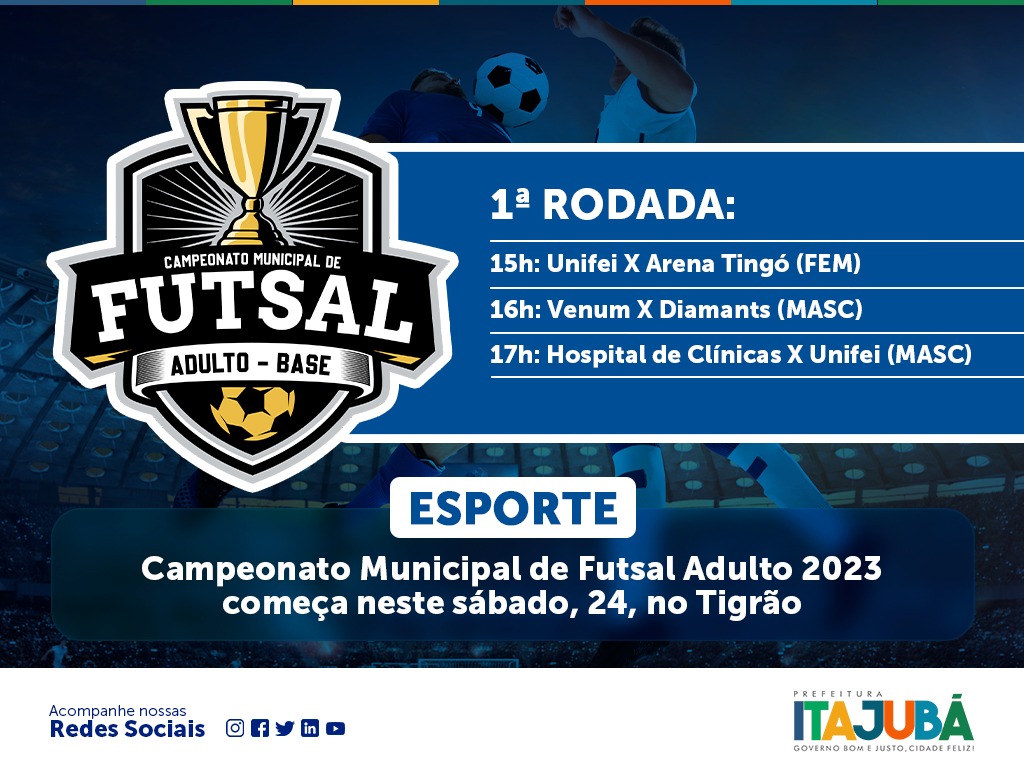 CAMPEONATO MUNICIPAL DE
FUTSAL
ADULTO - BASE
1ª RODADA:
15h: Unifei X Arena Tingó (FEM)
16h: Venum X Diamants (MASC)
17h: Hospital de Clínicas X Unifei (MASC)
ESPORTE
Campeonato Municipal de Futsal Adulto 2023
começa neste sábado, 24, no Tigrão
Acompanhe nossas
Redes Sociais
PREFEITURA
ITAJUBÁ
GOVERNO BOM E JUSTO, CIDADE FELIZ!